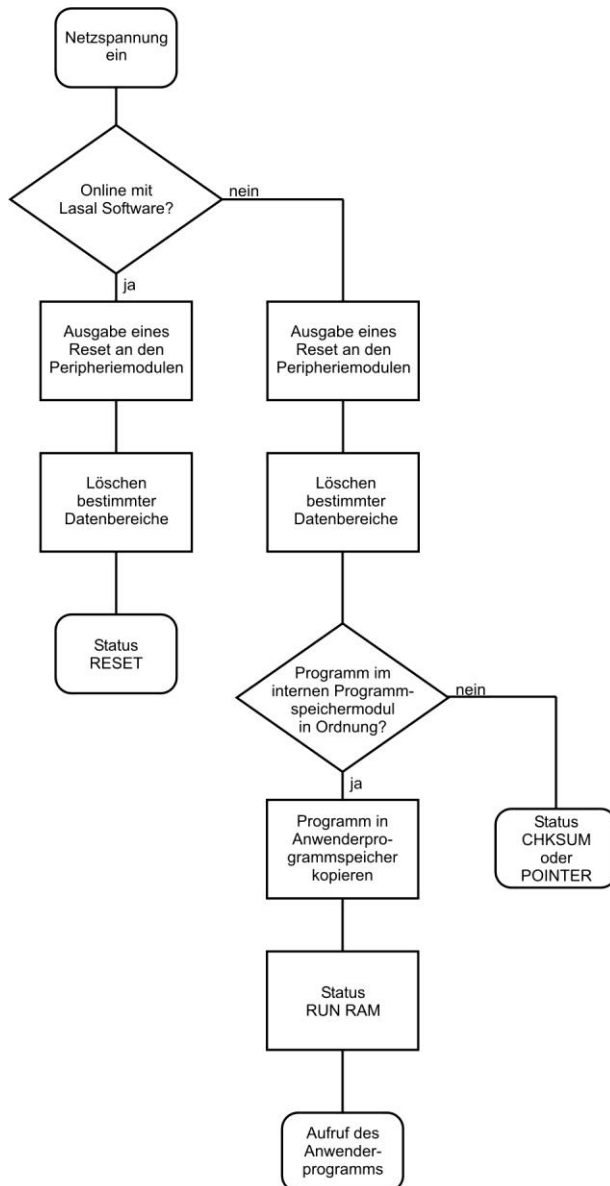 Netzspannung
ein
Online mit
Lasal Software?
nein
ja
Ausgabe eines
Reset an den
Peripheriemodulen
Ausgabe eines
Reset an den
Peripheriemodulen
Löschen
bestimmter
Datenbereiche
Löschen
bestimmter
Datenbereiche
Status
RESET
Programm im
internen Programm-
speichermodul
in Ordnung?
nein
ja
Programm in
Anwenderpro-
grammspeicher
kopieren
Status
CHKSUM
oder
POINTER
Status
RUN RAM
Aufruf des
Anwender-
programms